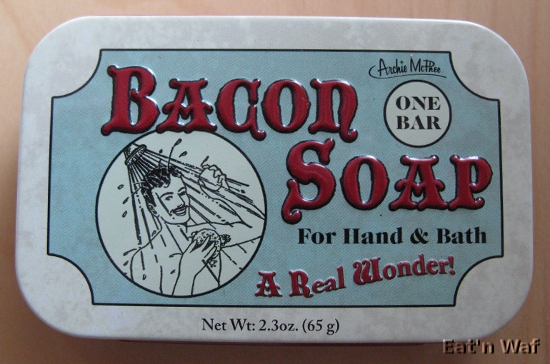 Archie McPhee
BACON
SOAP
ONE
BAR
For Hand & Bath
A Real Wonder!
Net Wt: 2.3oz. (65 g)
Eat'n Waf